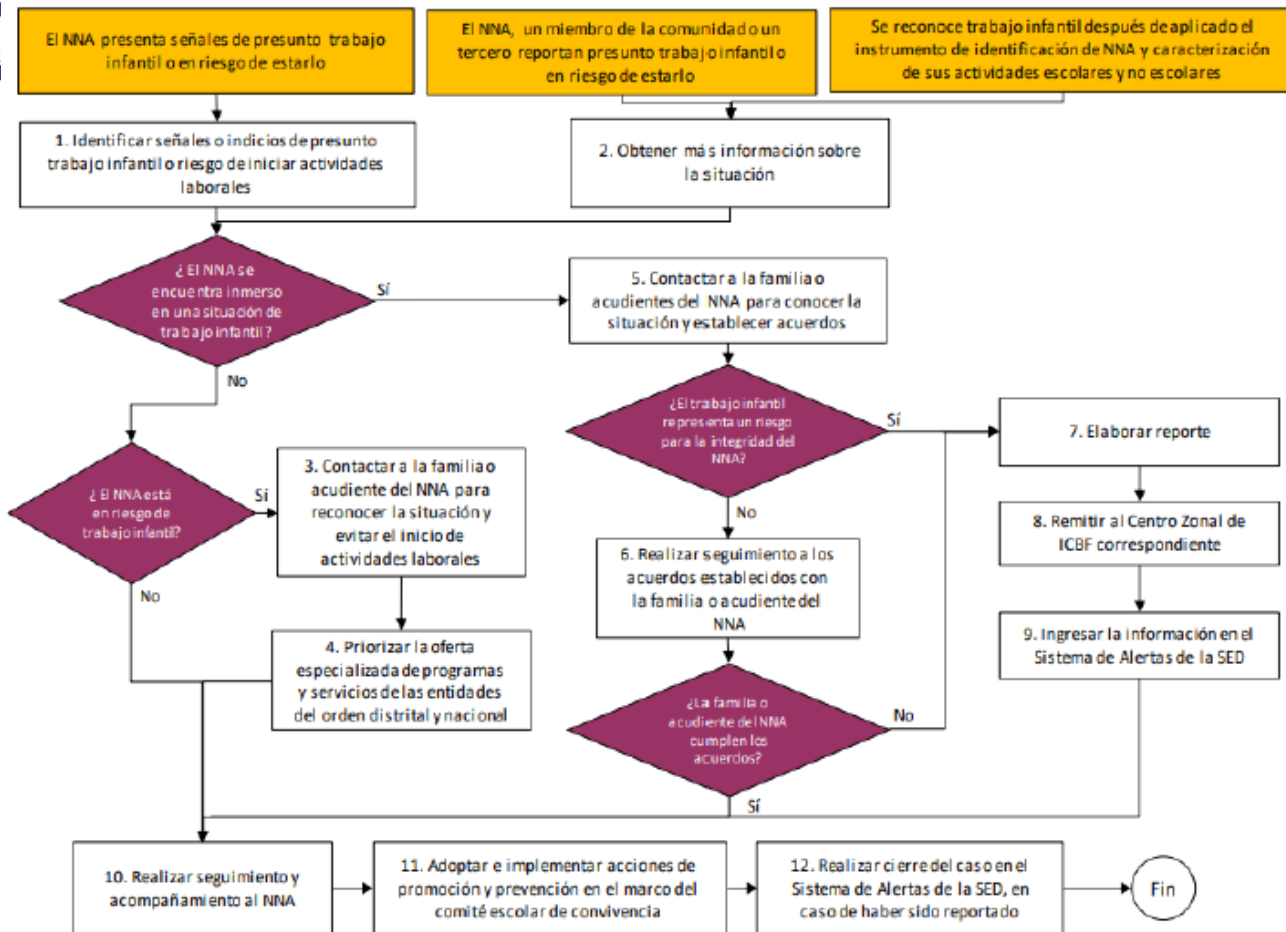 El NNA presenta señales de presunto trabajo
infantil o en riesgo de estarlo
El NNA, un miembro de la comunidad o un
tercero reportan presunto trabajo infantil o
en riesgo de estarlo
Se reconoce trabajo infantil después de aplicado el
instrumento de identificación de NNA y caracterización
de sus actividades escolares y no escolares
1. Identificar señales o indicios de presunto
trabajo infantil o riesgo de iniciar actividades
laborales
2. Obtener más información sobre
la situación
¿El NNA se
encuentra inmerso
en una situación de
trabajo infantil?
Sí
No
5. Contactar a la familia o
acudientes del NNA para conocer la
situación y establecer acuerdos
¿El trabajo infantil
representa un riesgo
para la integridad del
NNA?
Sí
No
7. Elaborar reporte
¿El NNA está
en riesgo de
trabajo infantil?
Sí
No
3. Contactar a la familia o
acudiente del NNA para
reconocer la situación y
evitar el inicio de
actividades laborales
6. Realizar seguimiento a los
acuerdos establecidos con
la familia o acudiente del
NNA
8. Remitir al Centro Zonal de
ICBF correspondiente
4. Priorizar la oferta
especializada de programas
y servicios de las entidades
del orden distrital y nacional
¿La familia o
acudiente del NNA
cumplen los
acuerdos?
No
Sí
9. Ingresar la información en el
Sistema de Alertas de la SED
10. Realizar seguimiento y
acompañamiento al NNA
11. Adoptar e implementar acciones de
promoción y prevención en el marco del
comité escolar de convivencia
12. Realizar cierre del caso en el
Sistema de Alertas de la SED, en
caso de haber sido reportado
Fin